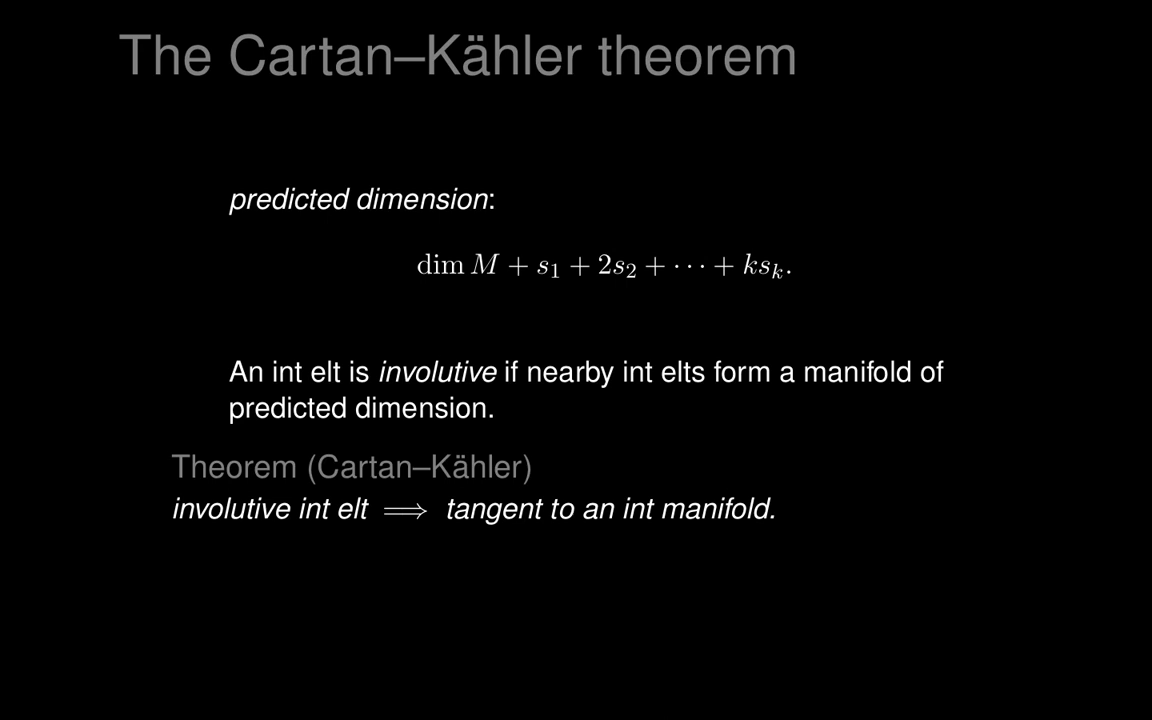 The Cartan–Kähler theorem
predicted dimension:
dim M + s₁ + 2s₂ + ⋯ + ksₖ.
An int elt is involutive if nearby int elts form a manifold of
predicted dimension.
Theorem (Cartan–Kähler)
involutive int elt ⟹ tangent to an int manifold.